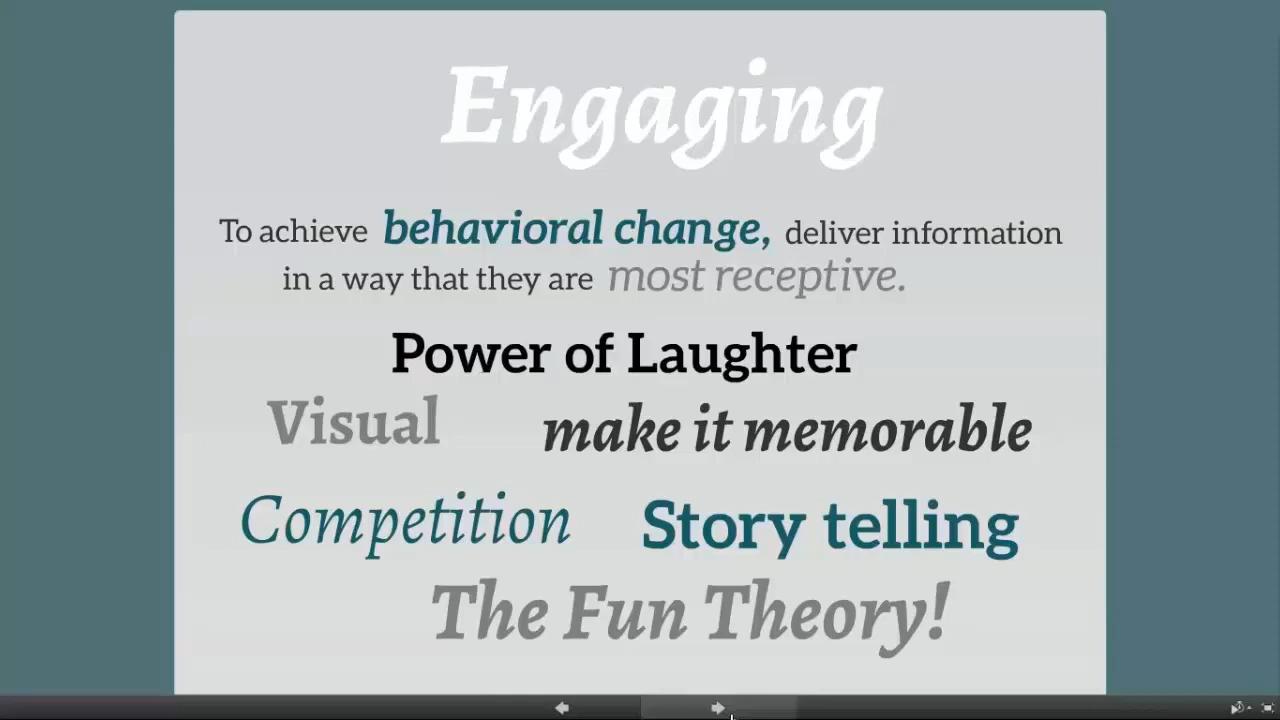 Engaging
To achieve behavioral change, deliver information
in a way that they are most receptive.
Power of Laughter
Visual make it memorable
Competition Story telling
The Fun Theory!